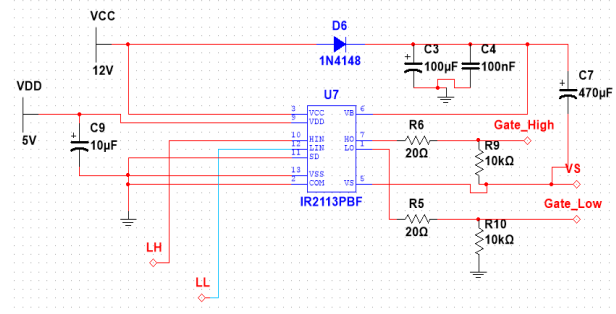 VCC
12V
D6
1N4148
C3
100µF
C4
100nF
C7
470µF
VDD
5V
C9
10µF
U7
3 VCC VB 6
9 VDD
10 HIN HO 7
12 LIN LO 1
11 SD
13 VSS
2 COM VS 5
IR2113PBF
R6
20Ω
Gate_High
R9
10kΩ
VS
R5
20Ω
Gate_Low
R10
10kΩ
LH
LL